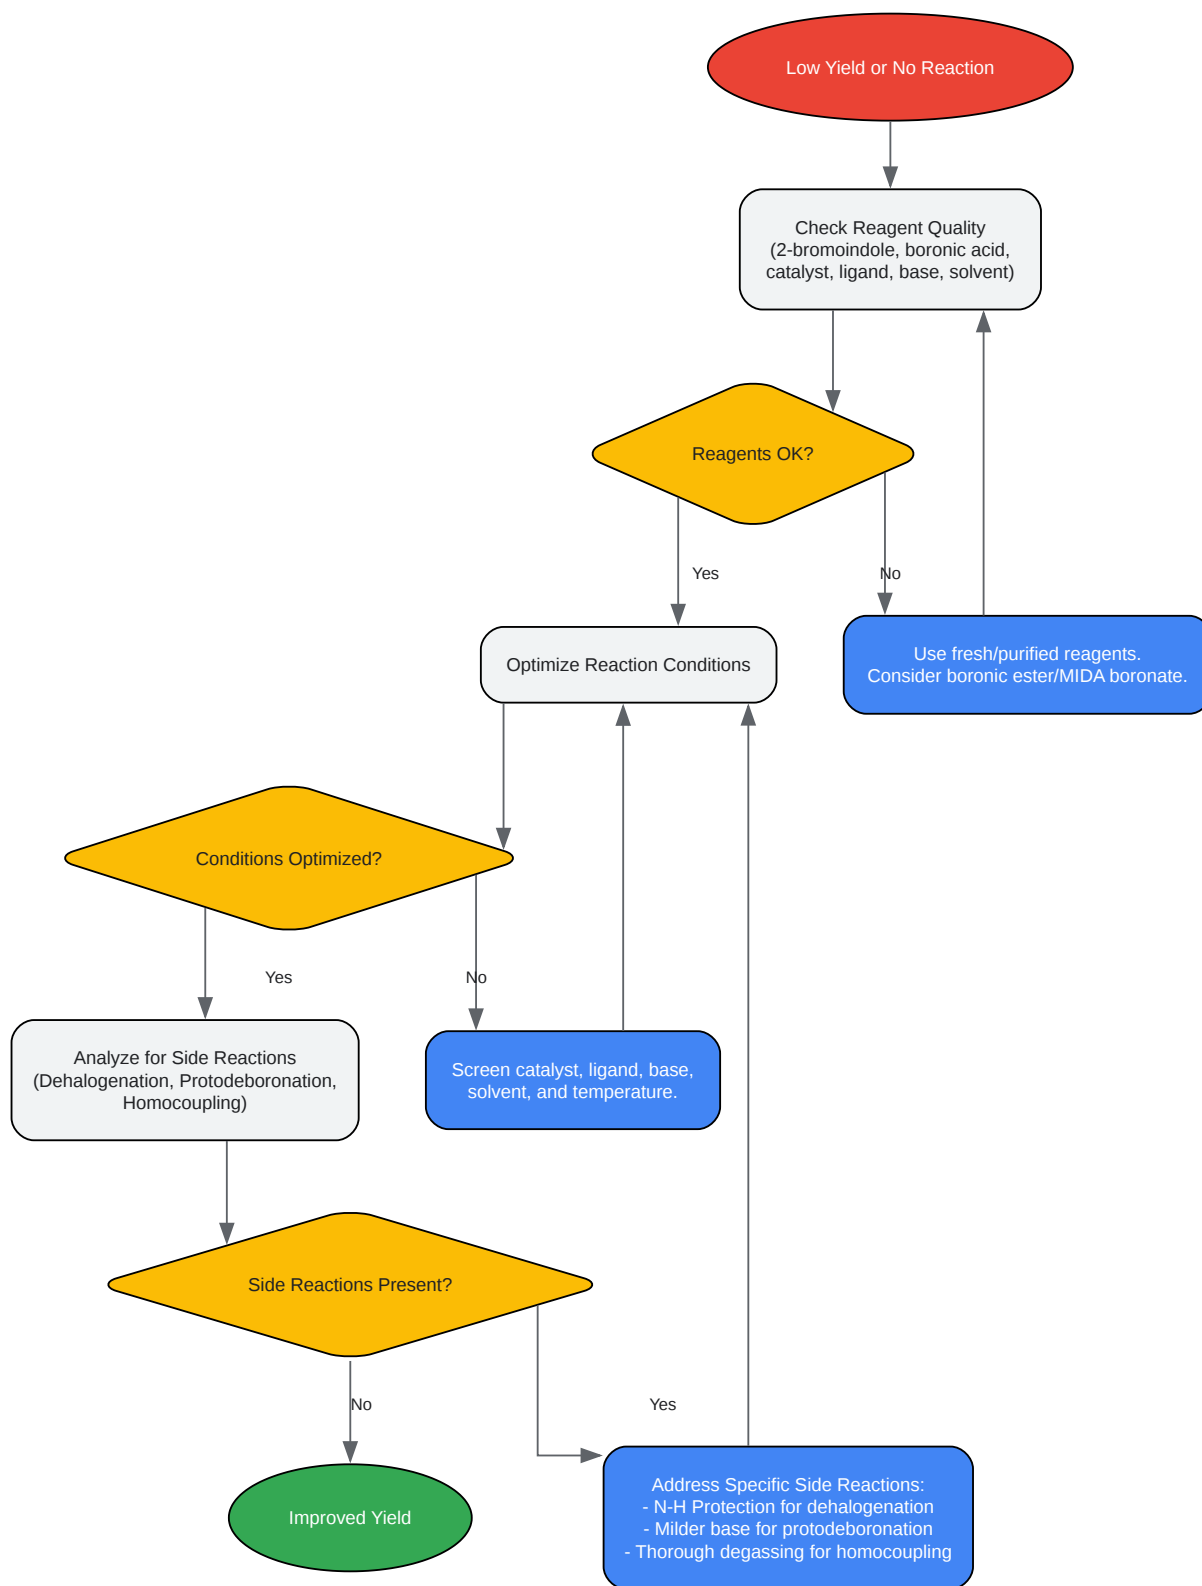 Low Yield or No Reaction
Check Reagent Quality
(2-bromoindole, boronic acid,
catalyst, ligand, base, solvent)
Reagents OK?
Yes
No
Use fresh/purified reagents.
Consider boronic ester/MIDA boronate.
Optimize Reaction Conditions
Conditions Optimized?
Yes
No
Analyze for Side Reactions
(Dehalogenation, Protodeboronation,
Homocoupling)
Screen catalyst, ligand, base,
solvent, and temperature.
Side Reactions Present?
No
Yes
Improved Yield
Address Specific Side Reactions:
- N-H Protection for dehalogenation
- Milder base for protodeboronation
- Thorough degassing for homocoupling